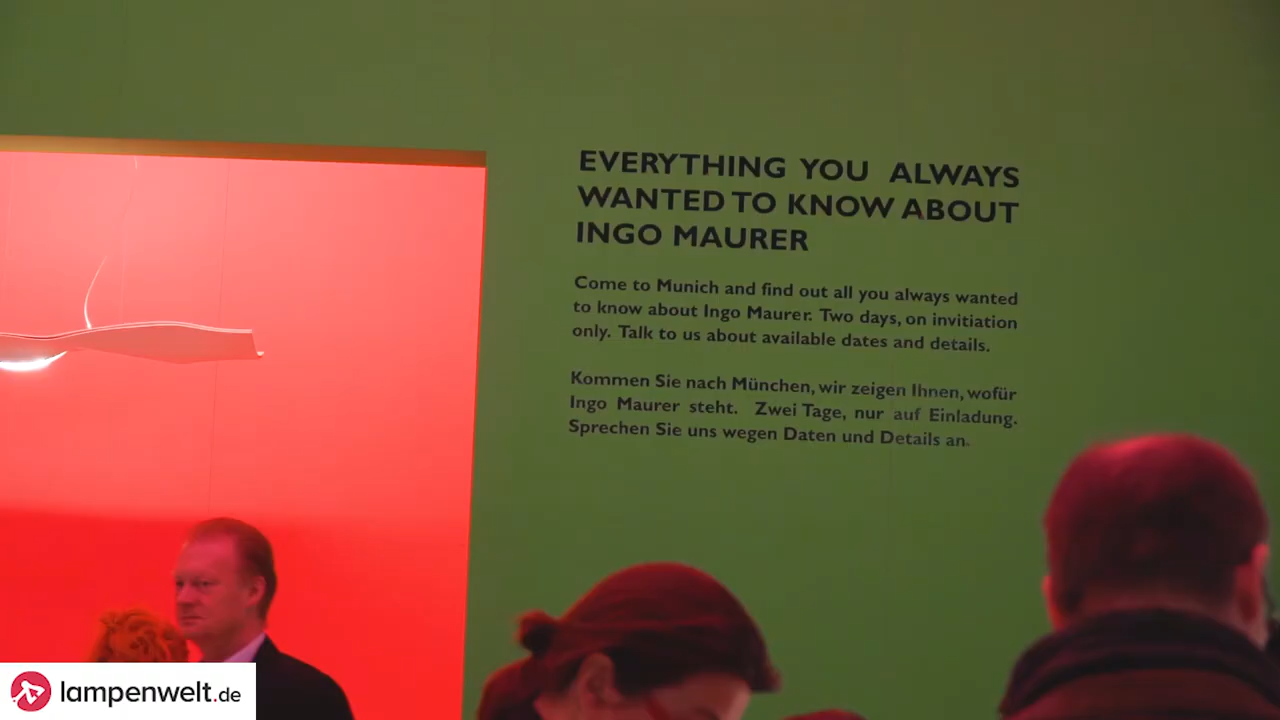 EVERYTHING YOU ALWAYS
WANTED TO KNOW ABOUT
INGO MAURER
Come to Munich and find out all you always wanted
to know about Ingo Maurer. Two days, on invitiation
only. Talk to us about available dates and details.
Kommen Sie nach München, wir zeigen Ihnen, wofür
Ingo Maurer steht. Zwei Tage, nur auf Einladung.
Sprechen Sie uns wegen Daten und Details an.
lampenwelt.de